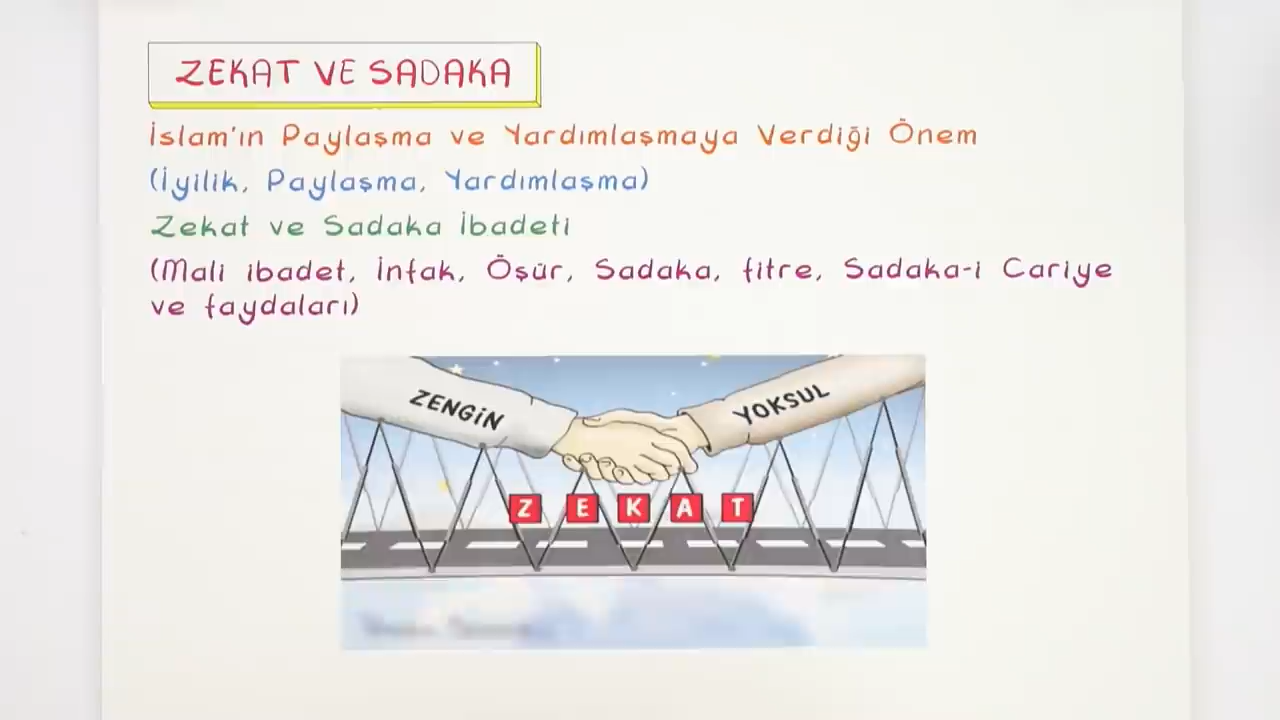 ZEKAT VE SADAKA
İslam'ın Paylaşma ve Yardımlaşmaya Verdiği Önem
(İyilik, Paylaşma, Yardımlaşma)
Zekat ve Sadaka İbadeti
(Mali ibadet, İnfak, Öşür, Sadaka, fitre, Sadaka-i Cariye
ve faydaları)
ZENGİN
YOKSUL
Z E K A T